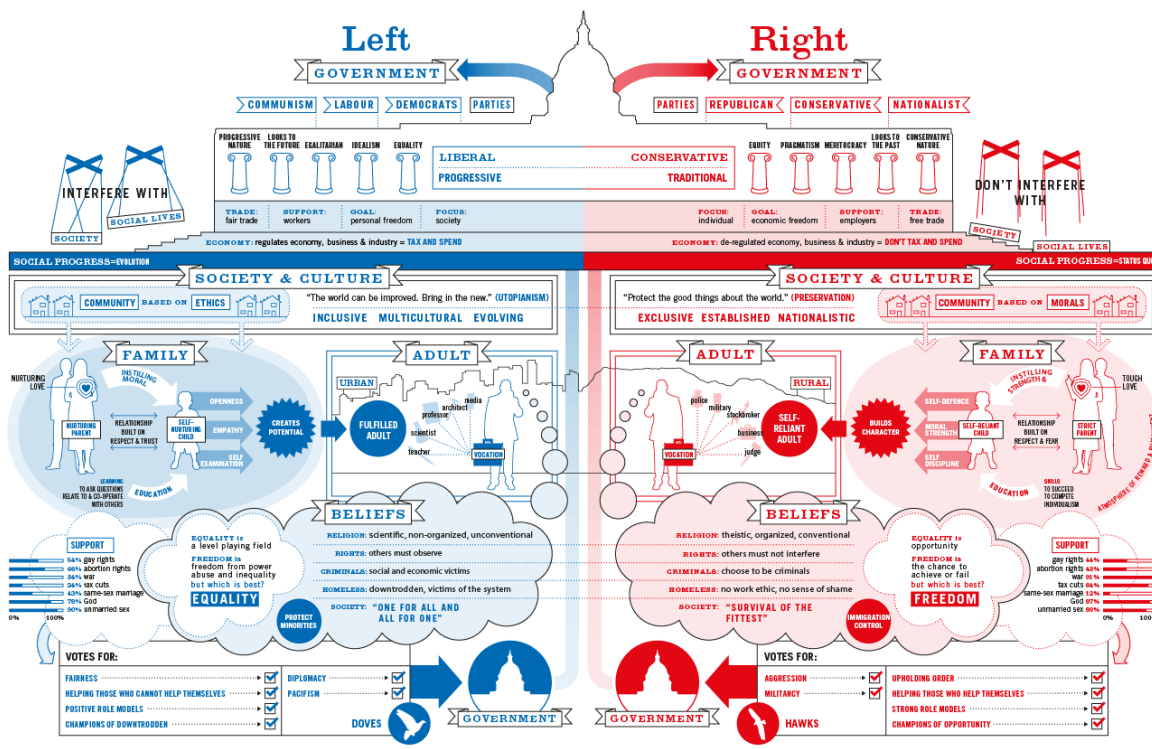 Left
Right
GOVERNMENT
GOVERNMENT
COMMUNISM
LABOUR
DEMOCRATS
PARTIES
PARTIES
REPUBLICAN
CONSERVATIVE
NATIONALIST
PROGRESSIVE
NATURE
LOOKS TO
THE FUTURE
EGALITARIAN
IDEALISM
EQUALITY
LIBERAL
PROGRESSIVE
CONSERVATIVE
TRADITIONAL
EQUITY
PRAGMATISM
MERITOCRACY
LOOKS TO
THE PAST
CONSERVATIVE
NATURE
INTERFERE WITH
SOCIETY
SOCIAL LIVES
DON'T INTERFERE
WITH
SOCIETY
SOCIAL LIVES
TRADE:
fair trade
SUPPORT:
workers
GOAL:
personal freedom
FOCUS:
society
FOCUS:
individual
GOAL:
economic freedom
SUPPORT:
employers
TRADE:
free trade
ECONOMY: regulates economy, business & industry = TAX AND SPEND
ECONOMY: de-regulated economy, business & industry = DON'T TAX AND SPEND
SOCIAL PROGRESS=EVOLUTION
SOCIAL PROGRESS=STATUS QUO
SOCIETY & CULTURE
COMMUNITY BASED ON ETHICS
"The world can be improved. Bring in the new." (UTOPIANISM)
INCLUSIVE MULTICULTURAL EVOLVING
SOCIETY & CULTURE
"Protect the good things about the world." (PRESERVATION)
EXCLUSIVE ESTABLISHED NATIONALISTIC
COMMUNITY BASED ON MORALS
FAMILY
NURTURING
LOVE
INSTILLING
MORAL
NURTURING
PARENT
RELATIONSHIP
BUILT ON
RESPECT & TRUST
SELF-
NURTURING
CHILD
OPENNESS
EMPATHY
SELF
EXAMINATION
CREATES
POTENTIAL
LEARNING
TO ASK QUESTIONS
RELATE TO & CO-OPERATE
WITH OTHERS
EDUCATION
ADULT
URBAN
FULFILLED
ADULT
media
architect
professor
scientist
teacher
VOCATION
ADULT
RURAL
police
military
stockbroker
business
judge
VOCATION
SELF-
RELIANT
ADULT
FAMILY
BUILDS
CHARACTER
SELF-DEFENCE
MORAL
STRENGTH
SELF
DISCIPLINE
SELF-RELIANT
CHILD
INSTILLING
STRENGTH &
RELATIONSHIP
BUILT ON
RESPECT & FEAR
STRICT
PARENT
TOUGH
LOVE
EDUCATION
SKILLS
TO SUCCEED
TO COMPETE
INDIVIDUALISM
ATMOSPHERE OF REWARD &
BELIEFS
RELIGION: scientific, non-organized, unconventional
RIGHTS: others must observe
CRIMINALS: social and economic victims
HOMELESS: downtrodden, victims of the system
SOCIETY: "ONE FOR ALL AND
ALL FOR ONE"
EQUALITY is
a level playing field
FREEDOM is
freedom from power
abuse and inequality
but which is best?
EQUALITY
PROTECT
MINORITIES
BELIEFS
RELIGION: theistic, organized, conventional
RIGHTS: others must not interfere
CRIMINALS: choose to be criminals
HOMELESS: no work ethic, no sense of shame
SOCIETY: "SURVIVAL OF THE
FITTEST"
EQUALITY is
opportunity
FREEDOM is
the chance
to achieve
or fail
but which is best?
FREEDOM
IMMIGRATION
CONTROL
SUPPORT
54% gay rights
66% abortion rights
34% war
24% tax cuts
43% same-sex marriage
78% God
90% unmarried sex
0% 100%
SUPPORT
gay rights 44%
abortion rights 43%
war 91%
tax cuts 84%
same-sex marriage 12%
God 87%
unmarried sex 80%
0% 100
VOTES FOR:
FAIRNESS
HELPING THOSE WHO CANNOT HELP THEMSELVES
POSITIVE ROLE MODELS
CHAMPIONS OF DOWNTRODDEN
DIPLOMACY
PACIFISM
DOVES
GOVERNMENT
GOVERNMENT
HAWKS
VOTES FOR:
AGGRESSION
MILITANCY
UPHOLDING ORDER
HELPING THOSE WHO HELP THEMSELVES
STRONG ROLE MODELS
CHAMPIONS OF OPPORTUNITY